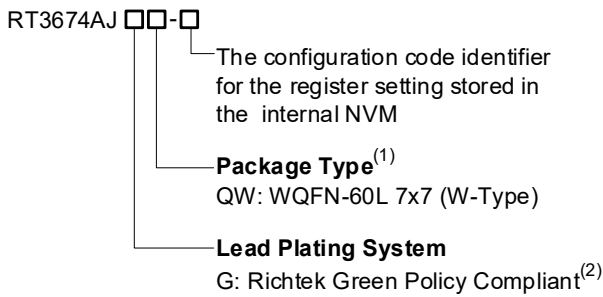 RT3674AJ □□-□
The configuration code identifier
for the register setting stored in
the internal NVM
Package Type(1)
QW: WQFN-60L 7x7 (W-Type)
Lead Plating System
G: Richtek Green Policy Compliant(2)